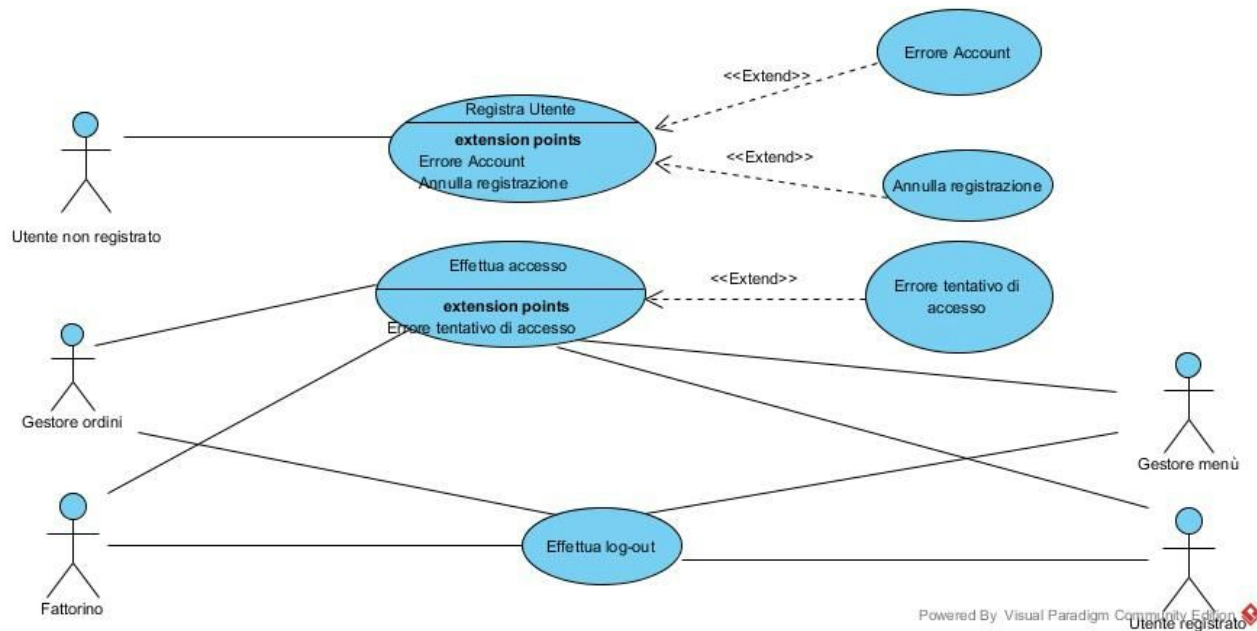 Errore Account
<<Extend>>
Registra Utente
extension points
Errore Account
Annulla registrazione
<<Extend>>
Annulla registrazione
Utente non registrato
Effettua accesso
extension points
Errore tentativo di accesso
<<Extend>>
Errore tentativo di
accesso
Gestore ordini
Gestore menù
Effettua log-out
Fattorino
Powered By Visual Paradigm Community Edition
Utente registrato